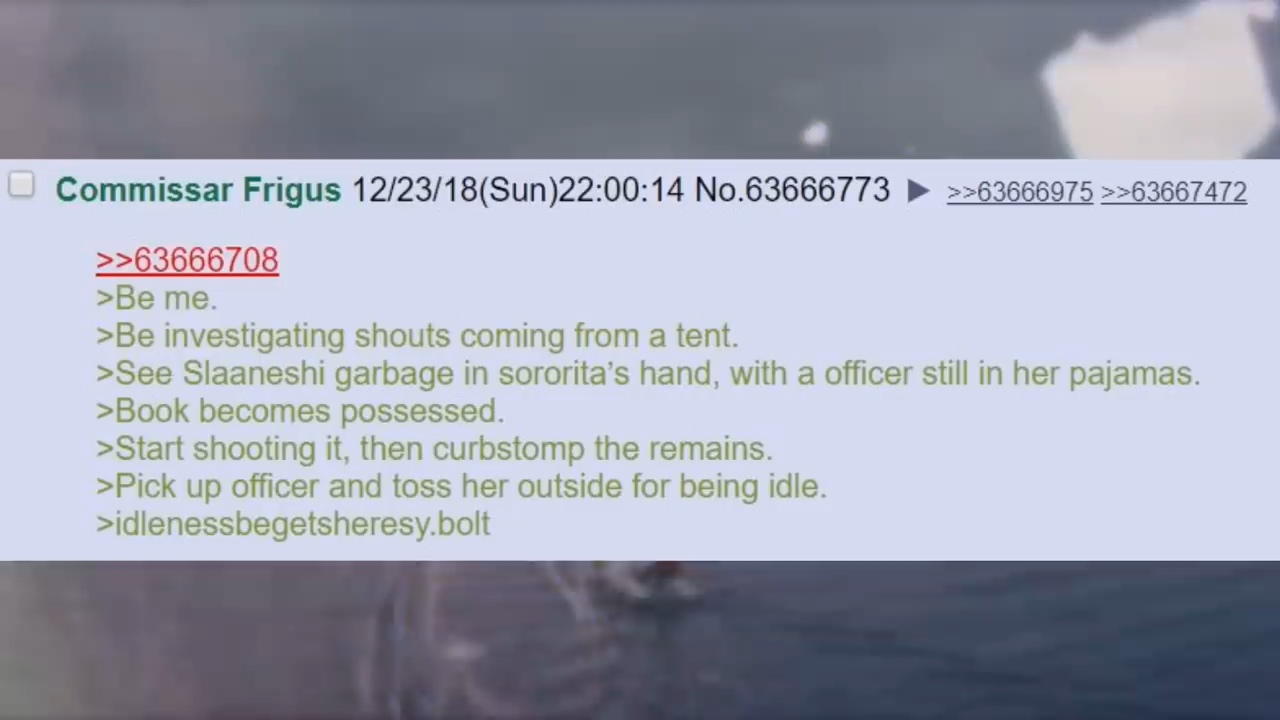 Commissar Frigus 12/23/18(Sun)22:00:14 No.63666773 ▶ >>63666975 >>63667472
>>63666708
>Be me.
>Be investigating shouts coming from a tent.
>See Slaaneshi garbage in sororita’s hand, with a officer still in her pajamas.
>Book becomes possessed.
>Start shooting it, then curbstomp the remains.
>Pick up officer and toss her outside for being idle.
>idlenessbegetsheresy.bolt